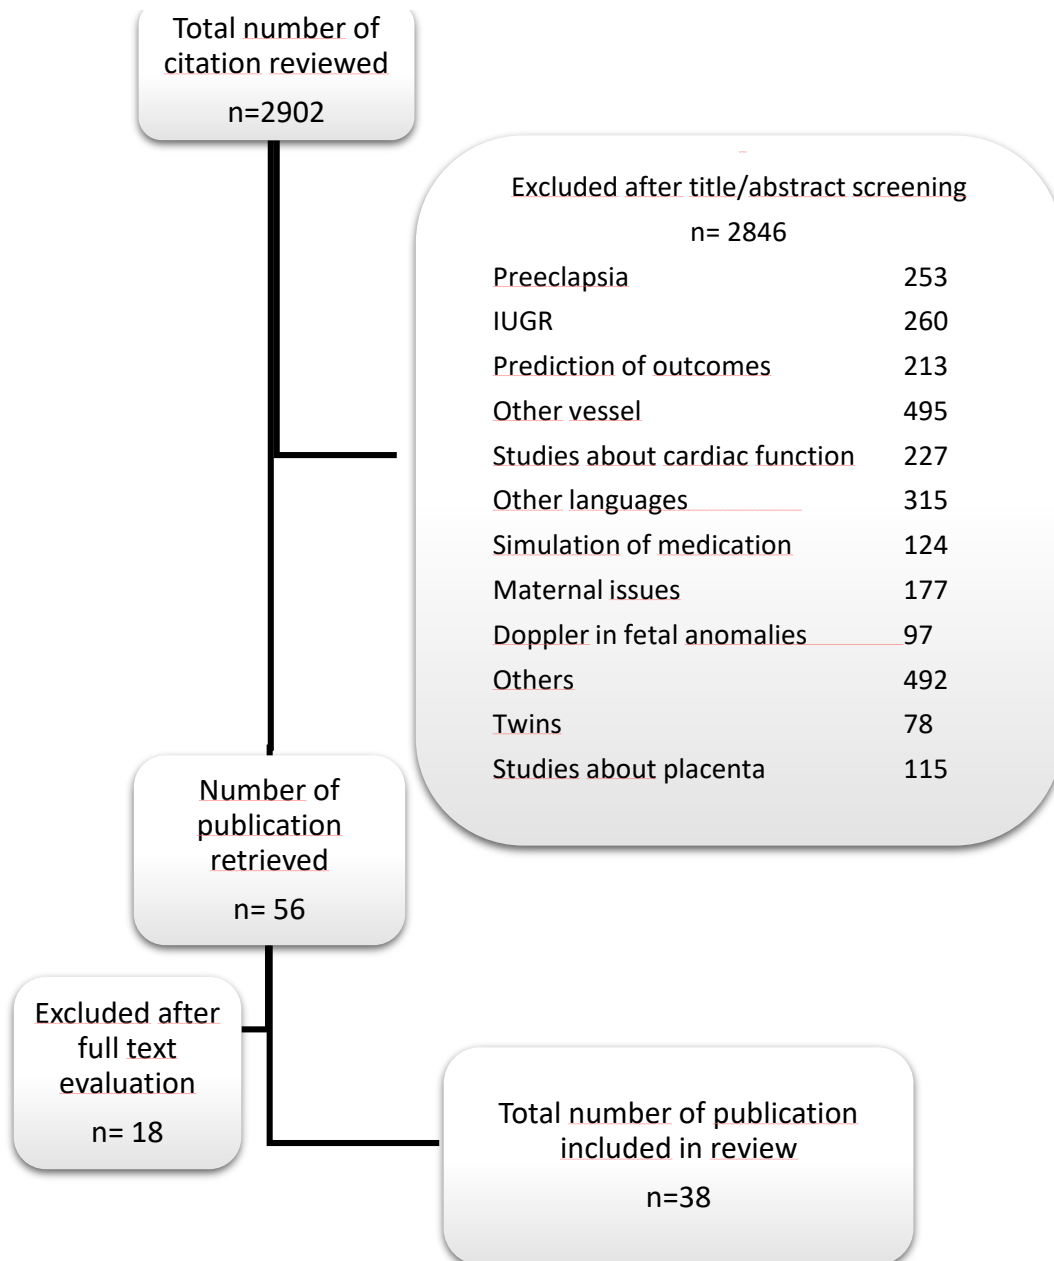 Total number of
citation reviewed
n=2902
Excluded after title/abstract screening
n= 2846
Preeclapsia 253
IUGR 260
Prediction of outcomes 213
Other vessel 495
Studies about cardiac function 227
Other languages 315
Simulation of medication 124
Maternal issues 177
Doppler in fetal anomalies 97
Others 492
Twins 78
Studies about placenta 115
Number of
publication
retrieved
n= 56
Excluded after
full text
evaluation
n= 18
Total number of publication
included in review
n=38